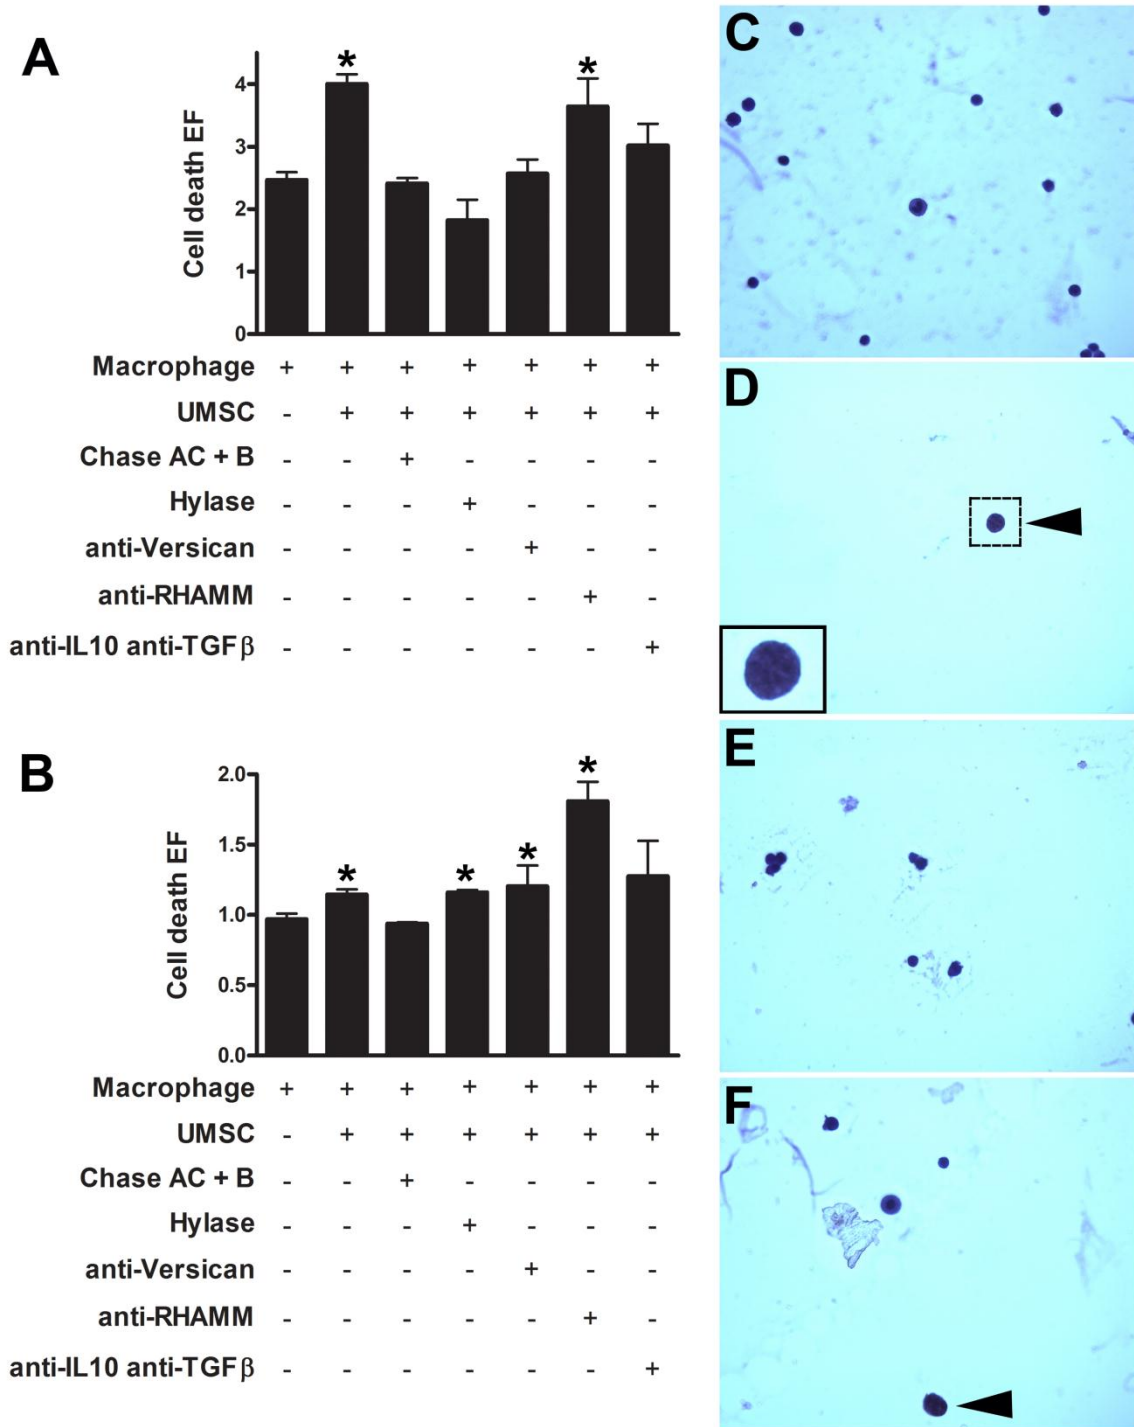 A
Cell death EF
4
3
2
1
0
*
*
Macrophage + + + + + + +
UMSC - + + + + + +
Chase AC + B - - + - - - -
Hylase - - - + - - -
anti-Versican - - - - + - -
anti-RHAMM - - - - - + -
anti-IL10 anti-TGFβ - - - - - - +
B
Cell death EF
2.0
1.5
1.0
0.5
0.0
*
*
*
*
Macrophage + + + + + + +
UMSC - + + + + + +
Chase AC + B - - + - - - -
Hylase - - - + - - -
anti-Versican - - - - + - -
anti-RHAMM - - - - - + -
anti-IL10 anti-TGFβ - - - - - - +
C
D
E
F